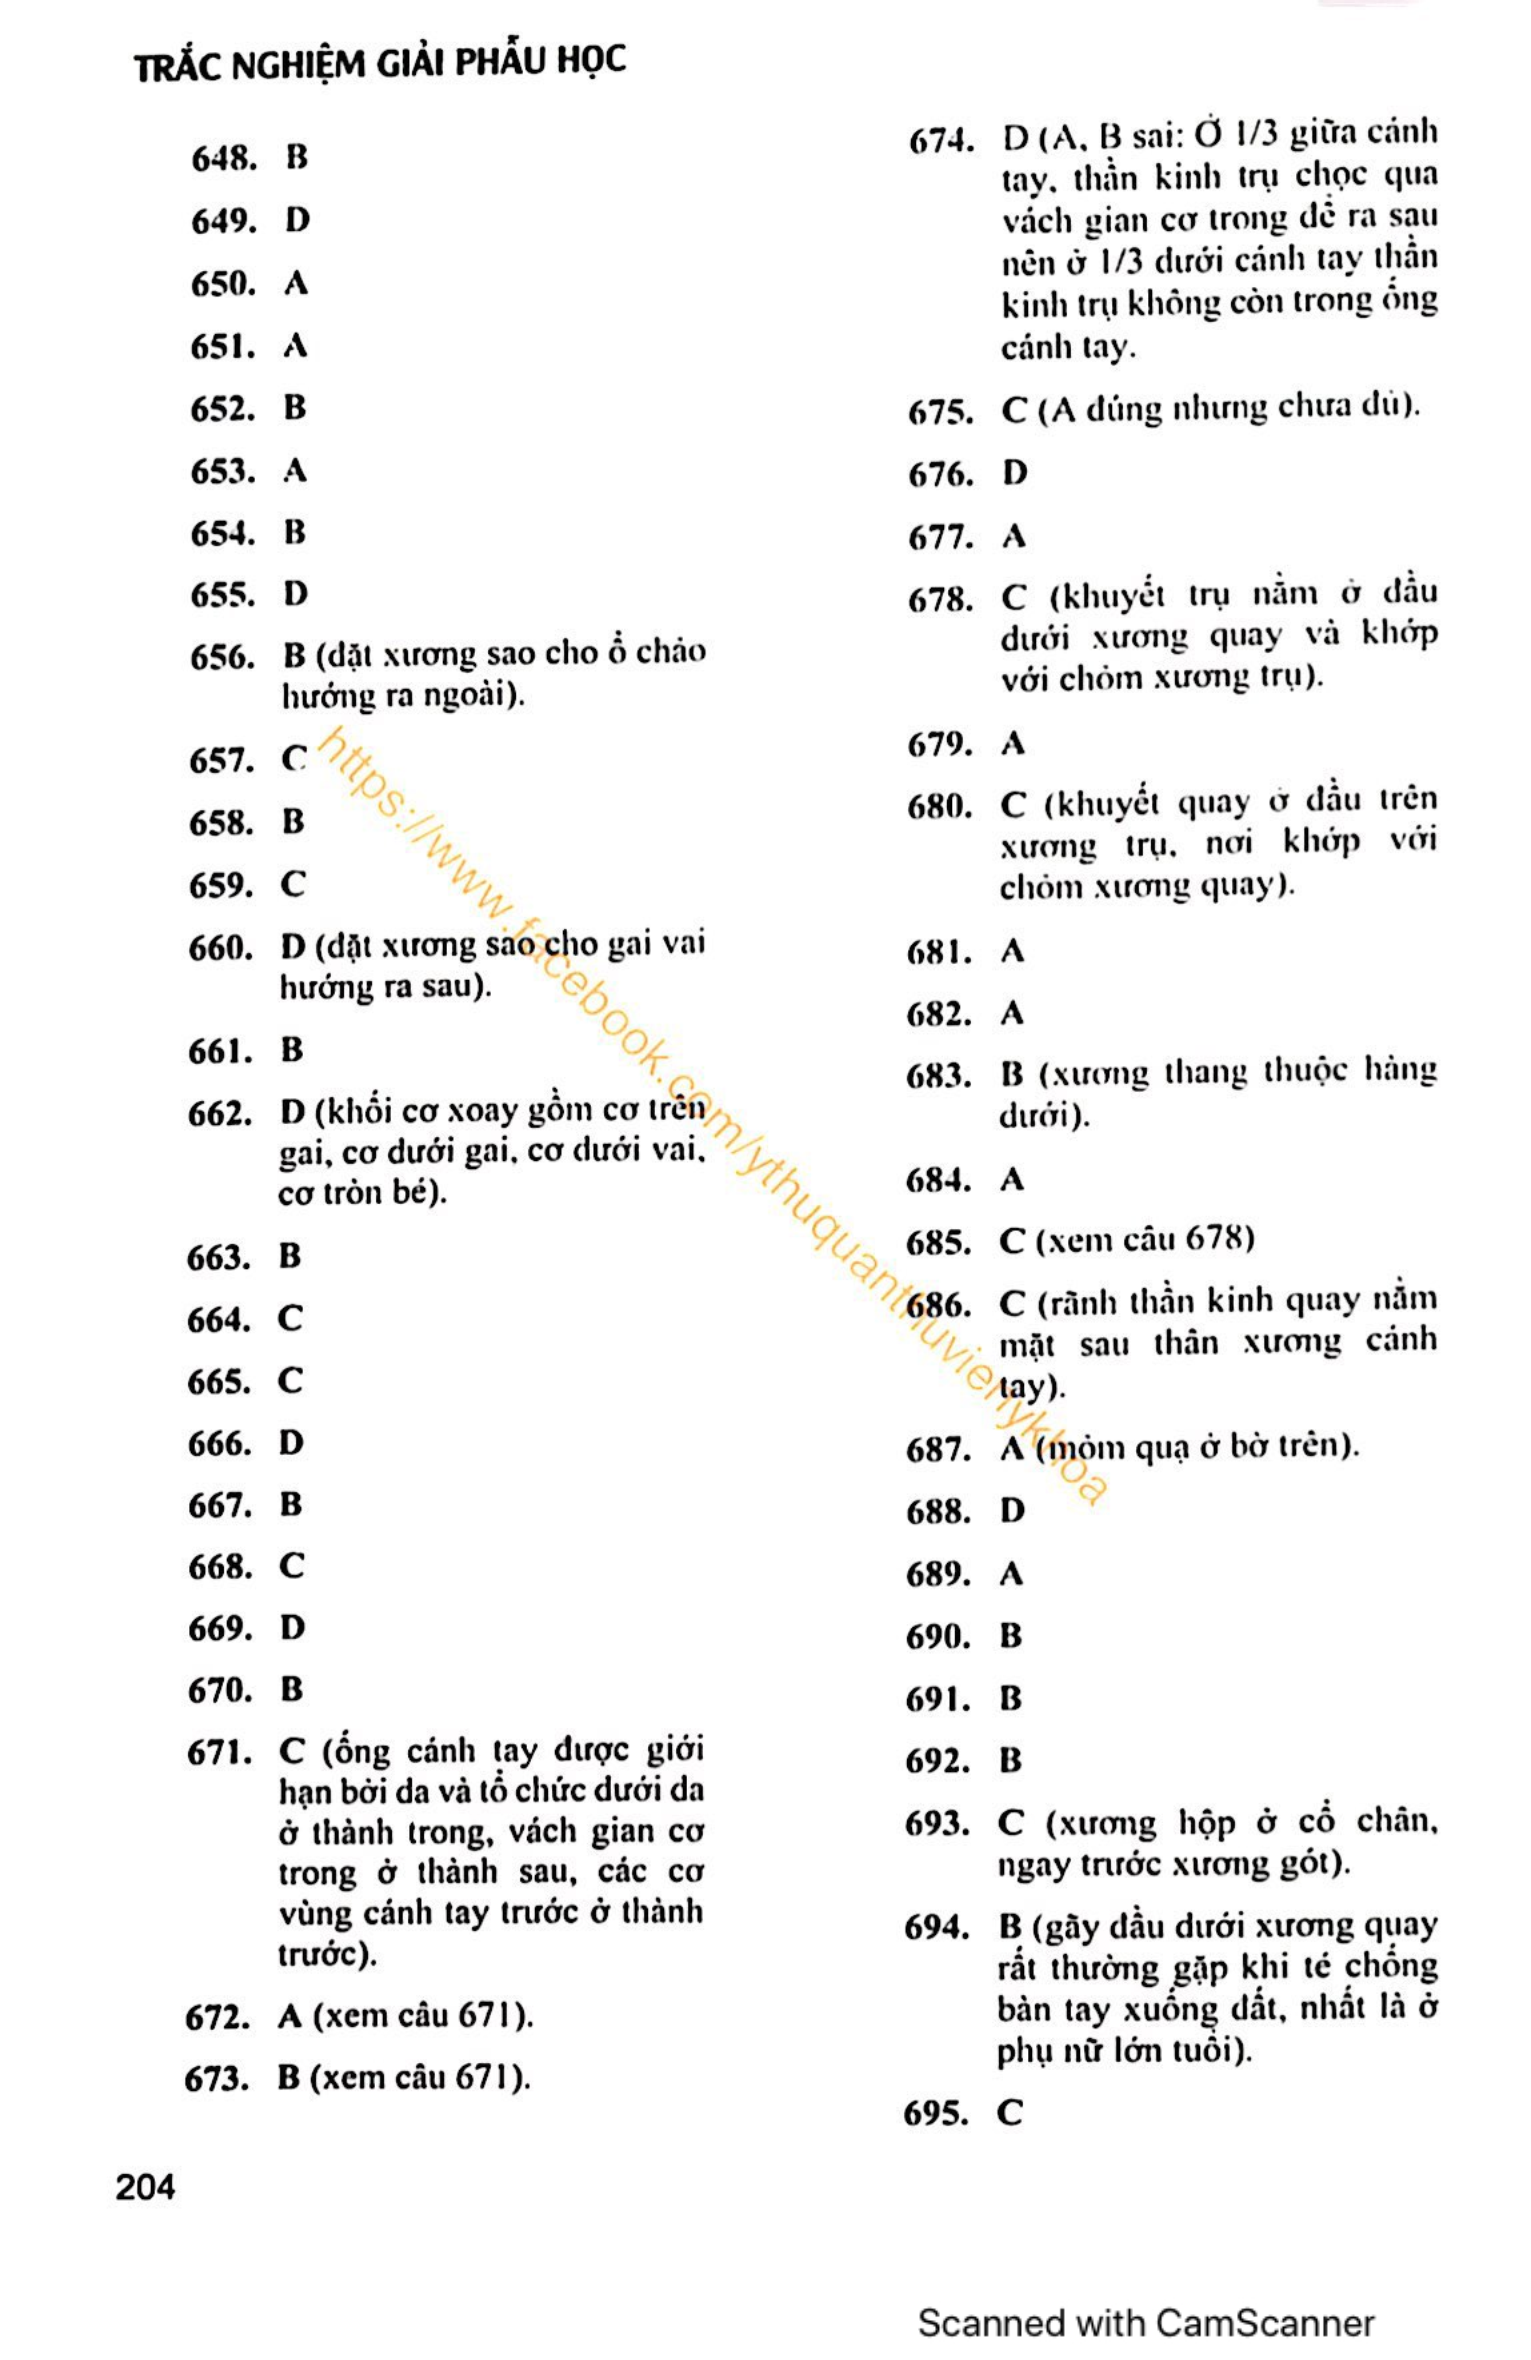 TRẮC NGHIỆM GIẢI PHẪU HỌC
648. B
649. D
650. A
651. A
652. B
653. A
654. B
655. D
656. B (đặt xương sao cho ổ chảo
hướng ra ngoài).
657. C
658. B
659. C
660. D (đặt xương sao cho gai vai
hướng ra sau).
661. B
662. D (khối cơ xoay gồm cơ trên
gai, cơ dưới gai, cơ dưới vai,
cơ tròn bé).
663. B
664. C
665. C
666. D
667. B
668. C
669. D
670. B
671. C (ống cánh tay được giới
hạn bởi da và tổ chức dưới da
ở thành trong, vách gian cơ
trong ở thành sau, các cơ
vùng cánh tay trước ở thành
trước).
672. A (xem câu 671).
673. B (xem câu 671).
674. D (A, B sai: Ở 1/3 giữa cánh
tay, thần kinh trụ chọc qua
vách gian cơ trong để ra sau
nên ở 1/3 dưới cánh tay thần
kinh trụ không còn trong ống
cánh tay.
675. C (A đúng nhưng chưa đủ).
676. D
677. A
678. C (khuyết trụ nằm ở đầu
dưới xương quay và khớp
với chỏm xương trụ).
679. A
680. C (khuyết quay ở đầu trên
xương trụ, nơi khớp với
chỏm xương quay).
681. A
682. A
683. B (xương thang thuộc hàng
dưới).
684. A
685. C (xem câu 678)
686. C (rãnh thần kinh quay nằm
mặt sau thân xương cánh
tay).
687. A (mỏm quạ ở bờ trên).
688. D
689. A
690. B
691. B
692. B
693. C (xương hộp ở cổ chân,
ngay trước xương gót).
694. B (gãy đầu dưới xương quay
rất thường gặp khi té chống
bàn tay xuống đất, nhất là ở
phụ nữ lớn tuổi).
695. C
https://www.facebook.com/ythuquanthuvienykhoa
204
Scanned with CamScanner